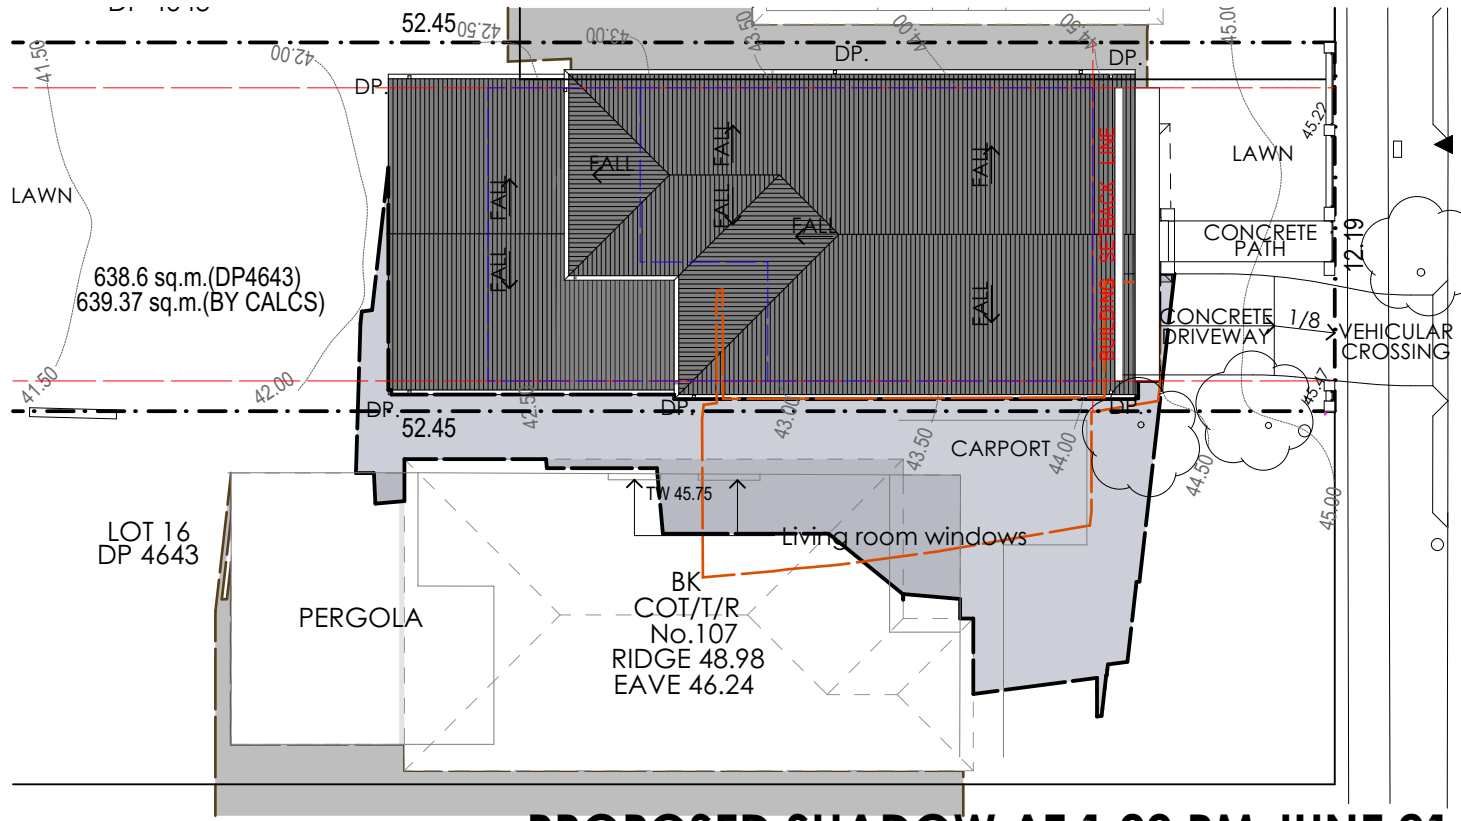 52.45
42.50
43.00
43.50
44.00
44.50
45.00
41.50
42.00
DP.
DP.
DP.
45.22
LAWN
FALL
FALL
FALL
FALL
FALL
FALL
FALL
FALL
BUILDING SETBACK LINE
LAWN
CONCRETE
PATH
12.19
638.6 sq.m.(DP4643)
639.37 sq.m.(BY CALCS)
CONCRETE
DRIVEWAY
1/8
VEHICULAR
CROSSING
41.50
42.00
DP.
52.45
42.50
DP.
43.00
43.50
CARPORT
44.00
DP.
45.47
44.50
45.00
TW 45.75
LOT 16
DP 4643
Living room windows
PERGOLA
BK
COT/T/R
No.107
RIDGE 48.98
EAVE 46.24